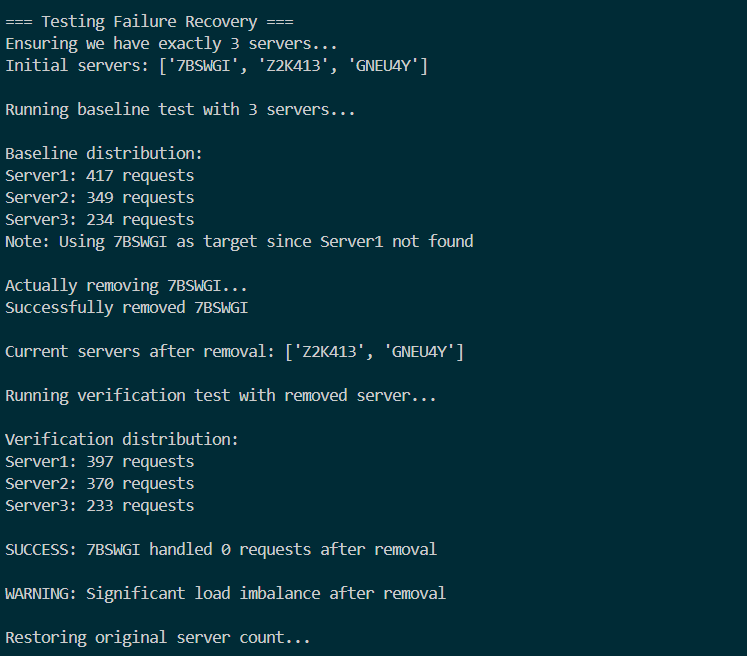 === Testing Failure Recovery ===
Ensuring we have exactly 3 servers...
Initial servers: ['7BSWGI', 'Z2K413', 'GNEU4Y']
Running baseline test with 3 servers...
Baseline distribution:
Server1: 417 requests
Server2: 349 requests
Server3: 234 requests
Note: Using 7BSWGI as target since Server1 not found
Actually removing 7BSWGI...
Successfully removed 7BSWGI
Current servers after removal: ['Z2K413', 'GNEU4Y']
Running verification test with removed server...
Verification distribution:
Server1: 397 requests
Server2: 370 requests
Server3: 233 requests
SUCCESS: 7BSWGI handled 0 requests after removal
WARNING: Significant load imbalance after removal
Restoring original server count...